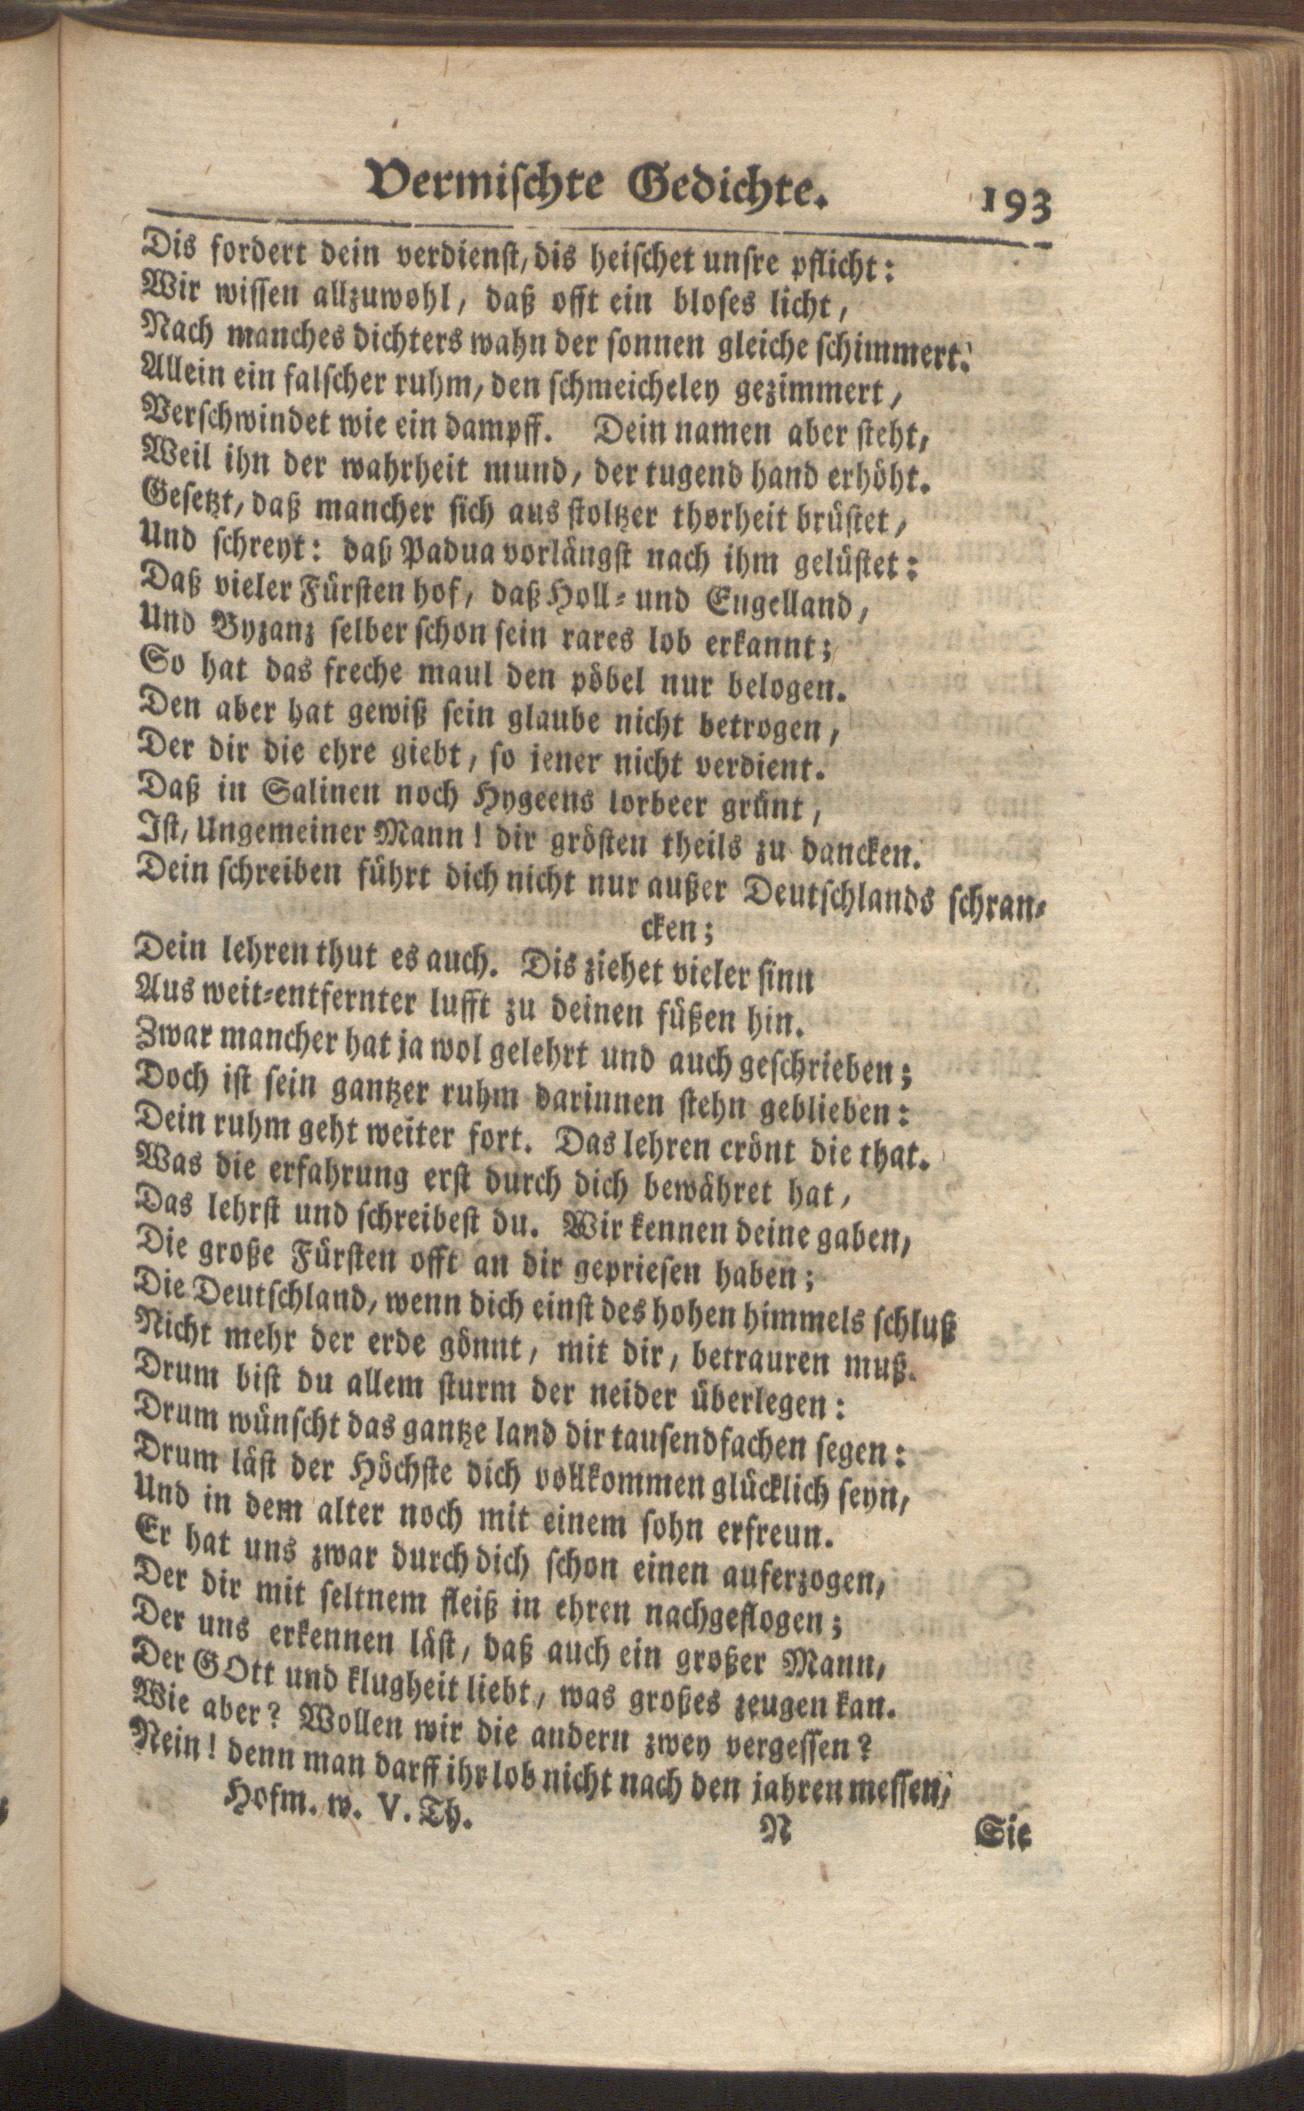 Vermischte Gedichte. 193
Dis fordert dein verdienst, dis heischet unsre pflicht:
Wir wissen allzuwohl, daß offt ein bloses licht,
Nach manches dichters wahn der sonnen gleiche schimmert.
Allein ein falscher ruhm, den schmeicheley gezimmert,
Verschwindet wie ein dampff. Dein namen aber steht,
Weil ihn der wahrheit mund, der tugend hand erhöht.
Gesetzt, daß mancher sich aus stoltzer thorheit brüstet,
Und schreyt: daß Padua vorlängst nach ihm gelüstet:
Daß vieler Fürsten hof, daß Holl- und Engelland,
Und Byzanz selber schon sein rares lob erkannt;
So hat das freche maul den pöbel nur belogen.
Den aber hat gewiß sein glaube nicht betrogen,
Der dir die ehre giebt, so jener nicht verdient.
Daß in Salinen noch Hygeens lorbeer grünt,
Ist, Ungemeiner Mann! dir grösten theils zu dancken.
Dein schreiben führt dich nicht nur außer Deutschlands schran-
cken;
Dein lehren thut es auch. Dis ziehet vieler sinn
Aus weit-entfernter lufft zu deinen füßen hin.
Zwar mancher hat ja wol gelehrt und auch geschrieben;
Doch ist sein gantzer ruhm darinnen stehn geblieben:
Dein ruhm geht weiter fort. Das lehren crönt die that.
Was die erfahrung erst durch dich bewähret hat,
Das lehrst und schreibest du. Wir kennen deine gaben,
Die große Fürsten offt an dir gepriesen haben;
Die Deutschland, wenn dich einst des hohen himmels schluß
Nicht mehr der erde gönnt, mit dir, betrauren muß.
Drum bist du allem sturm der neider überlegen:
Drum wünscht das gantze land dir tausendfachen segen:
Drum läst der Höchste dich vollkommen glücklich seyn,
Und in dem alter noch mit einem sohn erfreun.
Er hat uns zwar durch dich schon einen auferzogen,
Der dir mit seltnem fleiß in ehren nachgeflogen;
Der uns erkennen läst, daß auch ein großer Mann,
Der GOtt und klugheit liebt, was großes zeugen kan.
Wie aber? Wollen wir die andern zwey vergessen?
Nein! denn man darff ihr lob nicht nach den jahren messen,
Hofm. w. V. Th. N Sie